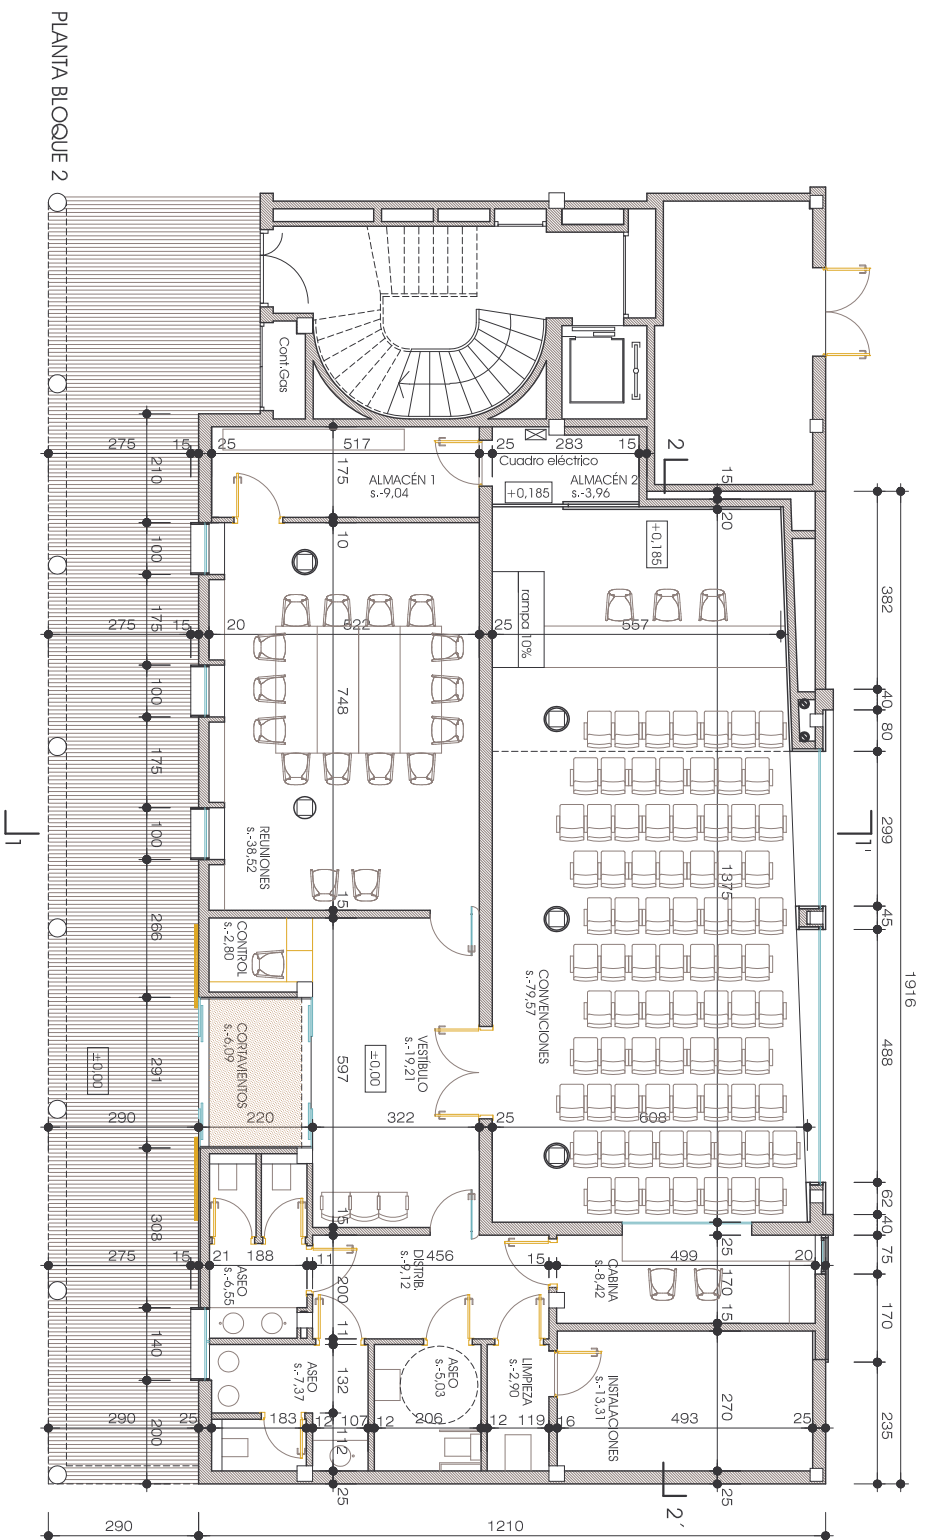 PLANTA BLOQUE 2
Cont.Gas
275
15
25
517
25
283
15
2
15
Cuadro eléctrico
ALMACÉN 1
s.-9,04
ALMACÉN 2
s.-3,96
+0,185
210
175
10
20
+0,185
100
382
rampa 10%
275
15
20
522
25
557
175
100
748
40
80
175
100
1
1'
299
REUNIONES
s.-38,52
1375
15
45
1916
266
CONTROL
s.-2,80
CONVENCIONES
s.-79,57
CORTAVIENTOS
s.-6,09
VESTÍBULO
s.-19,21
±0,00
±0,00
291
597
488
290
220
322
25
608
62
40
15
308
275
15
21
188
11
456
15
499
20
25
75
ASEO
s.-6,55
200
DISTRIB.
s.-9,12
CABINA
s.-8,42
170
15
170
11
140
ASEO
s.-7,37
132
ASEO
s.-5,03
LIMPIEZA
s.-2,90
INSTALACIONES
s.-13,31
270
290
25
183
12
107
12
206
12
119
16
493
25
200
112
235
25
25
2'
290
1210